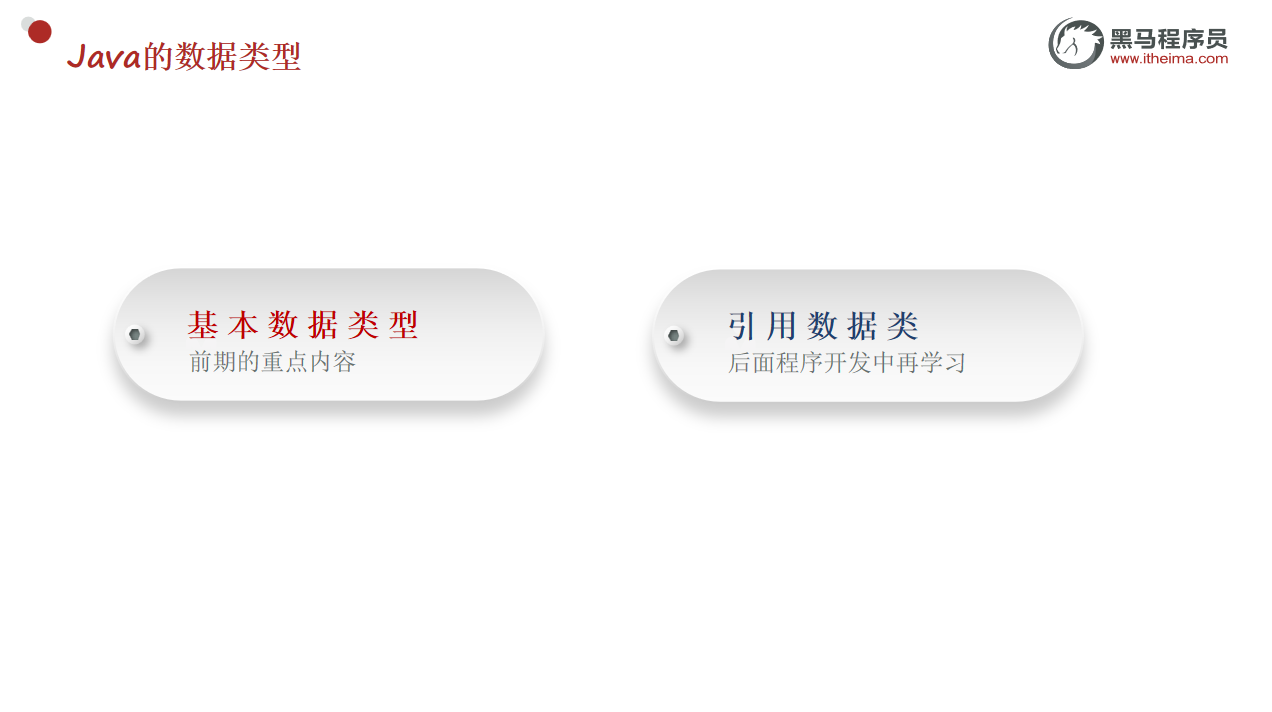 Java的数据类型
黑马程序员
www.itheima.com
基本数据类型
前期的重点内容
引用数据类
后面程序开发中再学习